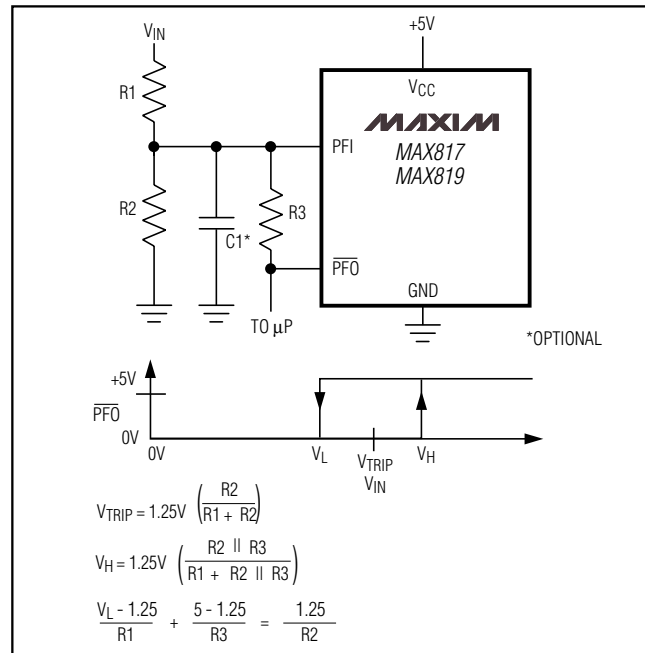 VIN
+5V
R1
VCC
MAXIM
PFI
MAX817
MAX819
R2
R3
C1*
PFO
GND
TO µP
*OPTIONAL
+5V
PFO
0V
0V
VL
VTRIP
VH
VIN
VTRIP = 1.25V (R2 / R1 + R2)
VH = 1.25V (R2 || R3 / R1 + R2 || R3)
VL - 1.25 / R1 + 5 - 1.25 / R3 = 1.25 / R2